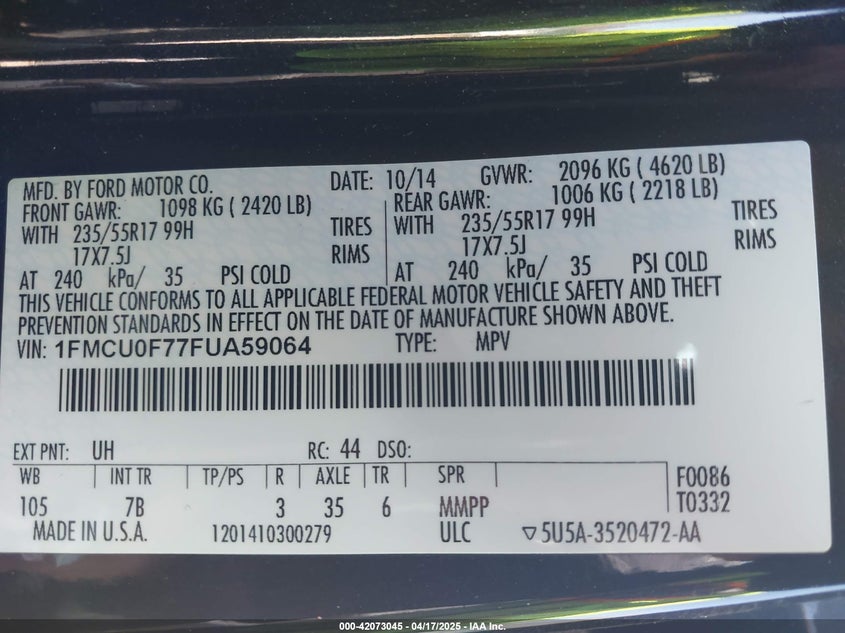 MFD. BY FORD MOTOR CO. DATE: 10/14 GVWR: 2096 KG ( 4620 LB)
FRONT GAWR: 1098 KG ( 2420 LB) REAR GAWR: 1006 KG ( 2218 LB)
WITH 235/55R17 99H TIRES WITH 235/55R17 99H TIRES
17X7.5J RIMS 17X7.5J RIMS
AT 240 kPa/ 35 PSI COLD AT 240 kPa/ 35 PSI COLD
THIS VEHICLE CONFORMS TO ALL APPLICABLE FEDERAL MOTOR VEHICLE SAFETY AND THEFT
PREVENTION STANDARDS IN EFFECT ON THE DATE OF MANUFACTURE SHOWN ABOVE.
VIN: 1FMCU0F77FUA59064 TYPE: MPV
EXT PNT: UH RC: 44 DSO:
WB INT TR TP/PS R AXLE TR SPR F0086
105 7B 3 35 6 MMPP T0332
MADE IN U.S.A. 1201410300279 ULC ▽5U5A-3520472-AA
000-42073045 - 04/17/2025 - IAA, Inc.